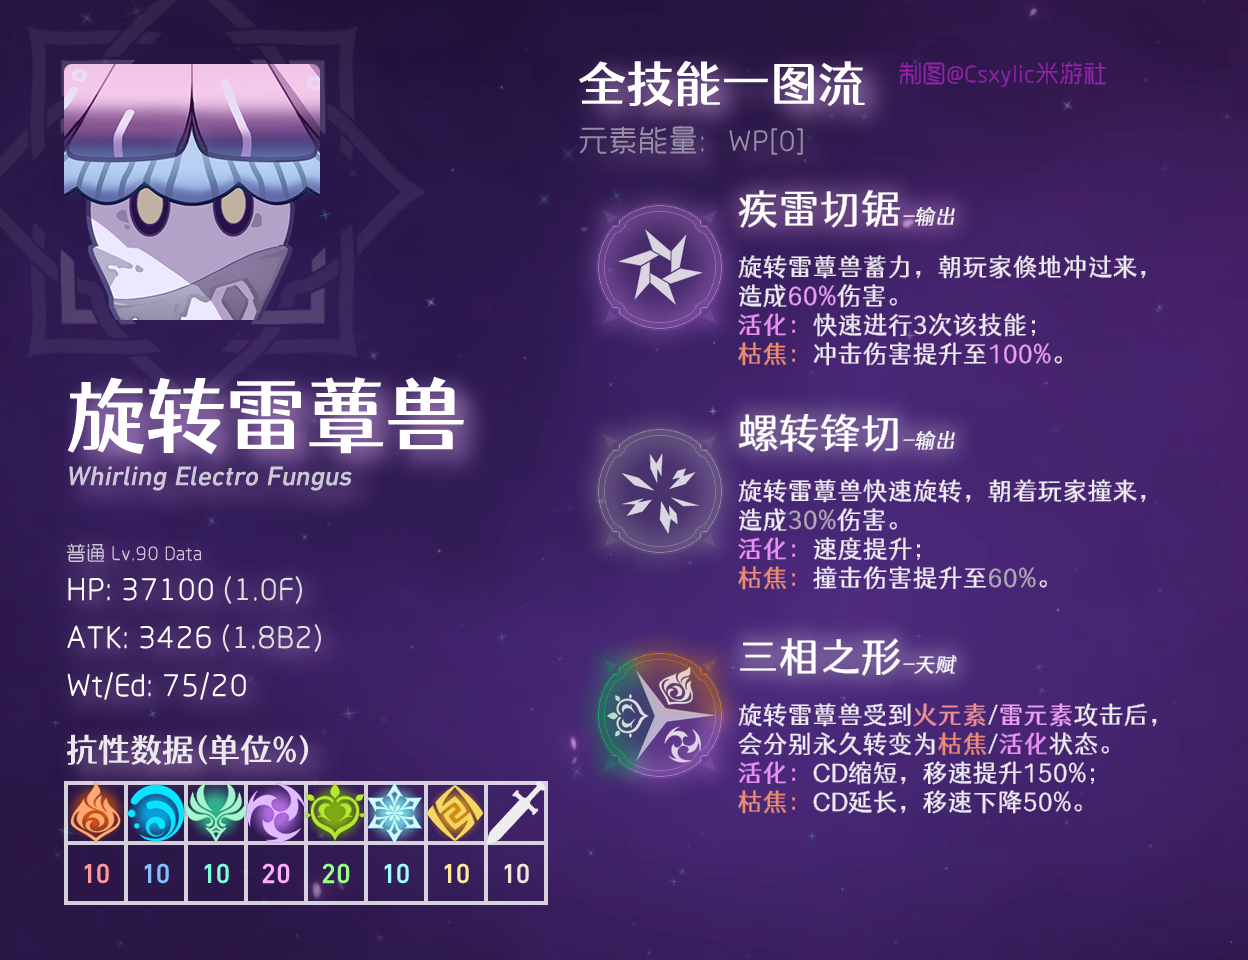 全技能一图流
制图@Csxylic米游社
元素能量： WP[0]
疾雷切锯-输出
旋转雷蕈兽蓄力，朝玩家倏地冲过来，
造成60%伤害。
活化：快速进行3次该技能；
枯焦：冲击伤害提升至100%。
旋转雷蕈兽
Whirling Electro Fungus
螺转锋切-输出
旋转雷蕈兽快速旋转，朝着玩家撞来，
造成30%伤害。
活化：速度提升；
枯焦：撞击伤害提升至60%。
普通 Lv.90 Data
HP: 37100 (1.0F)
ATK: 3426 (1.8B2)
Wt/Ed: 75/20
三相之形-天赋
旋转雷蕈兽受到火元素/雷元素攻击后，
会分别永久转变为枯焦/活化状态。
活化：CD缩短，移速提升150%；
枯焦：CD延长，移速下降50%。
抗性数据(单位%)
10 10 10 20 20 10 10 10